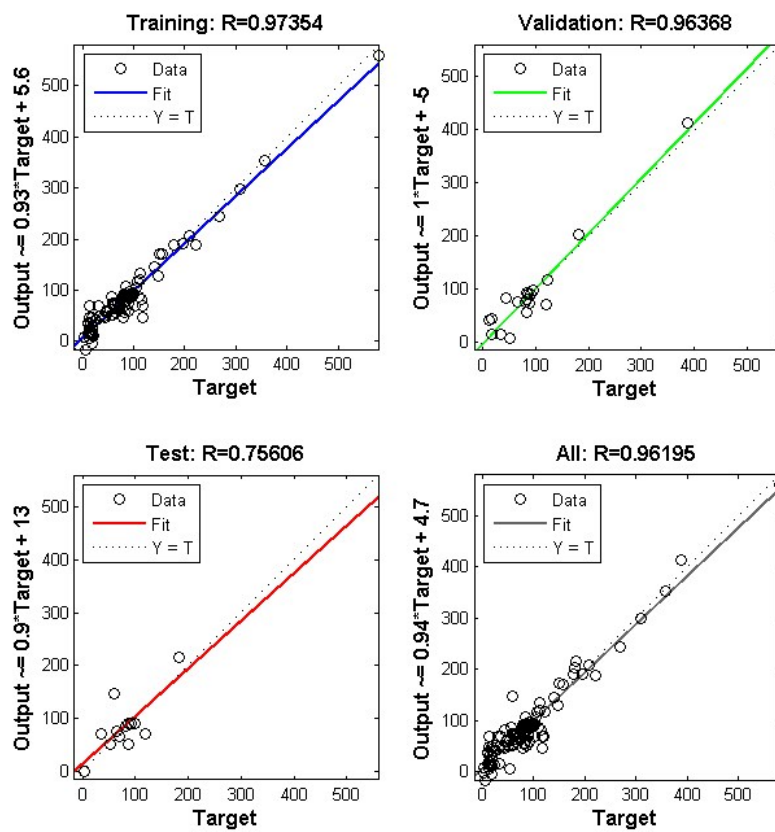 Training: R=0.97354
Output ~= 0.93*Target + 5.6
500
400
300
200
100
0
Data
Fit
Y = T
0 100 200 300 400 500
Target
Validation: R=0.96368
Output ~= 1*Target + -5
500
400
300
200
100
0
Data
Fit
Y = T
0 100 200 300 400 500
Target
Test: R=0.75606
Output ~= 0.9*Target + 13
500
400
300
200
100
0
Data
Fit
Y = T
0 100 200 300 400 500
Target
All: R=0.96195
Output ~= 0.94*Target + 4.7
500
400
300
200
100
0
Data
Fit
Y = T
0 100 200 300 400 500
Target